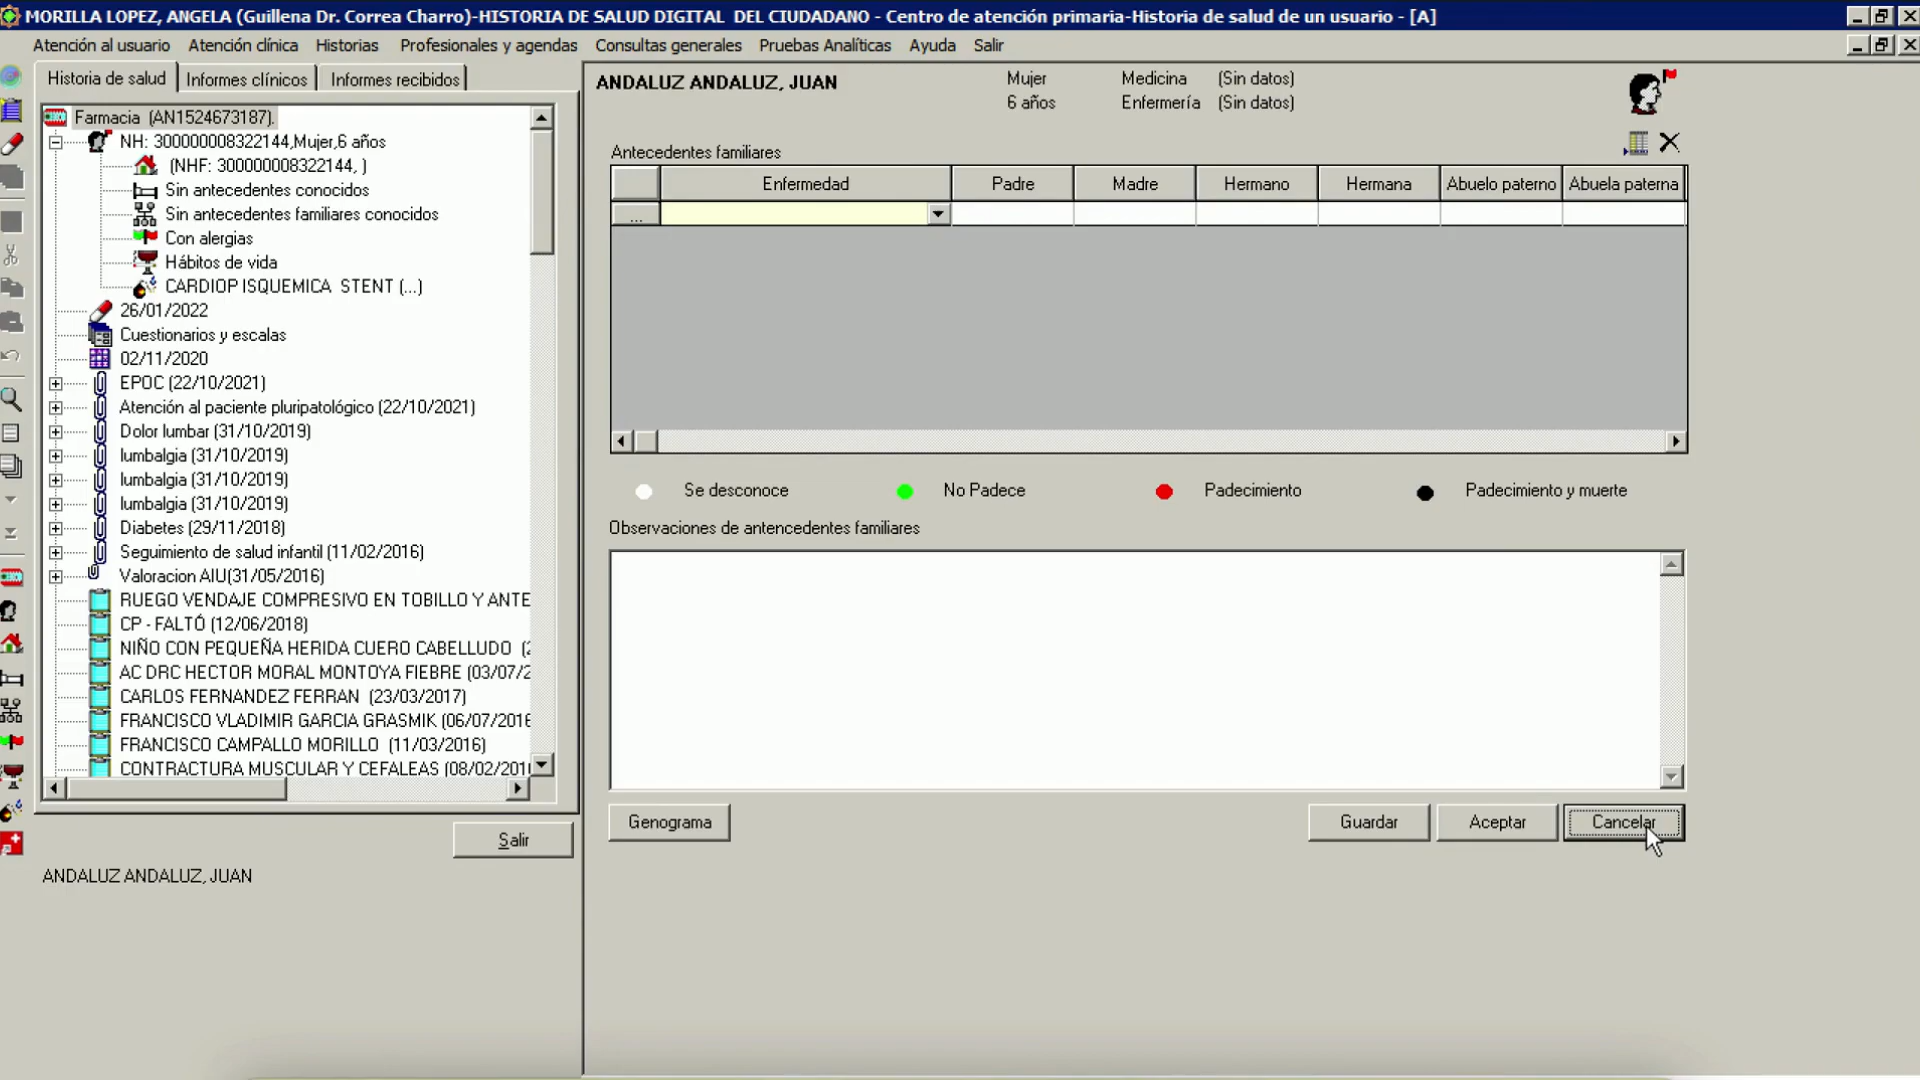 MORILLA LOPEZ, ANGELA (Guillena Dr. Correa Charro)-HISTORIA DE SALUD DIGITAL DEL CIUDADANO - Centro de atención primaria-Historia de salud de un usuario - [A]
Atención al usuario Atención clínica Historias Profesionales y agendas Consultas generales Pruebas Analíticas Ayuda Salir
Historia de salud Informes clínicos Informes recibidos
Farmacia (AN1524673187).
NH: 300000008322144,Mujer,6 años
(NHF: 300000008322144, )
Sin antecedentes conocidos
Sin antecedentes familiares conocidos
Con alergias
Hábitos de vida
CARDIOP ISQUEMICA STENT (...)
26/01/2022
Cuestionarios y escalas
02/11/2020
EPOC (22/10/2021)
Atención al paciente pluripatológico (22/10/2021)
Dolor lumbar (31/10/2019)
lumbalgia (31/10/2019)
lumbalgia (31/10/2019)
lumbalgia (31/10/2019)
Diabetes (29/11/2018)
Seguimiento de salud infantil (11/02/2016)
Valoracion AIU(31/05/2016)
RUEGO VENDAJE COMPRESIVO EN TOBILLO Y ANTE
CP - FALTÓ (12/06/2018)
NIÑO CON PEQUEÑA HERIDA CUERO CABELLUDO (2
AC DRC HECTOR MORAL MONTOYA FIEBRE (03/07/2
CARLOS FERNANDEZ FERRAN (23/03/2017)
FRANCISCO VLADIMIR GARCIA GRASMIK (06/07/2016
FRANCISCO CAMPALLO MORILLO (11/03/2016)
CONTRACTURA MUSCULAR Y CEFALEAS (08/02/201
Salir
ANDALUZ ANDALUZ, JUAN
ANDALUZ ANDALUZ, JUAN
Mujer Medicina (Sin datos)
6 años Enfermería (Sin datos)
Antecedentes familiares
Enfermedad Padre Madre Hermano Hermana Abuelo paterno Abuela paterna
...
Se desconoce No Padece Padecimiento Padecimiento y muerte
Observaciones de antencedentes familiares
Genograma Guardar Aceptar Cancelar